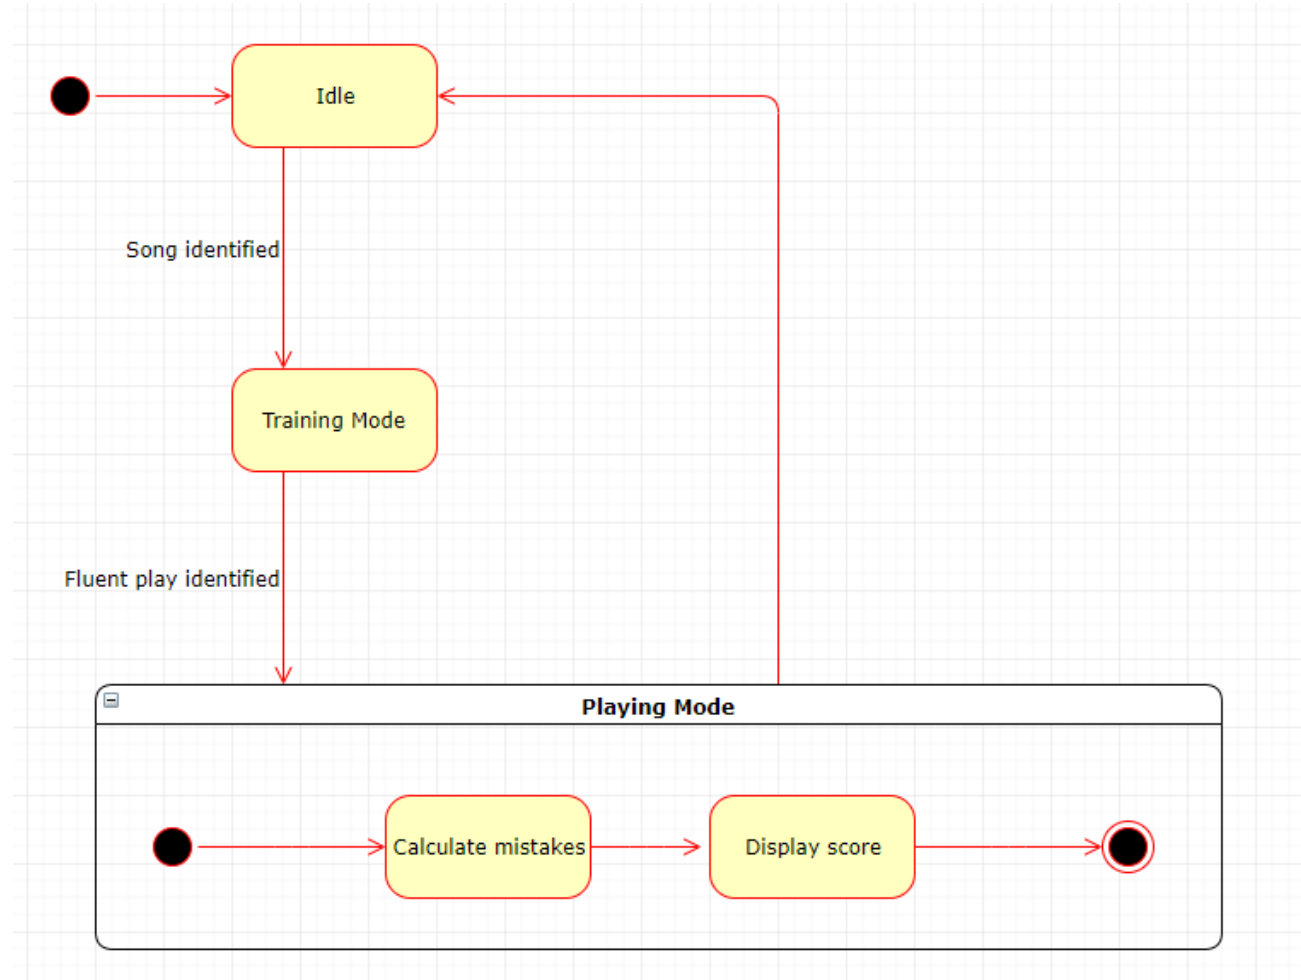 Idle
Song identified
Training Mode
Fluent play identified
Playing Mode
Calculate mistakes
Display score